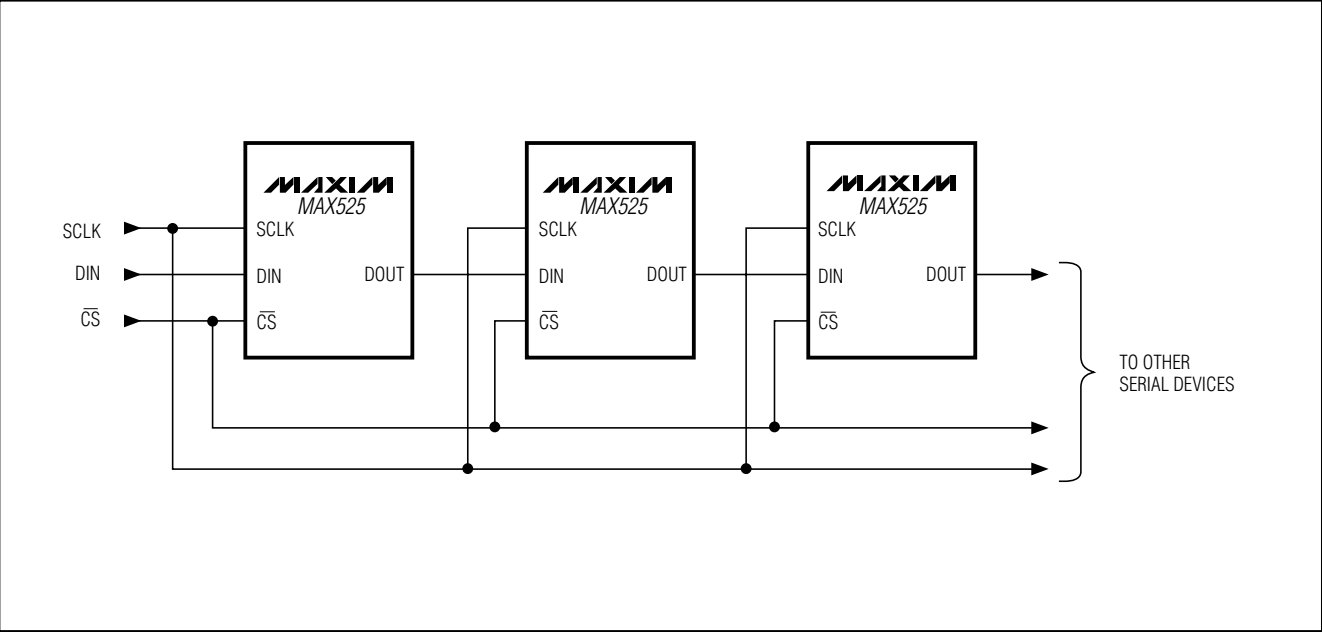 MAXIM
MAX525
SCLK
DIN
CS
DOUT
MAXIM
MAX525
SCLK
DIN
CS
DOUT
MAXIM
MAX525
SCLK
DIN
CS
DOUT
SCLK
DIN
CS
TO OTHER
SERIAL DEVICES